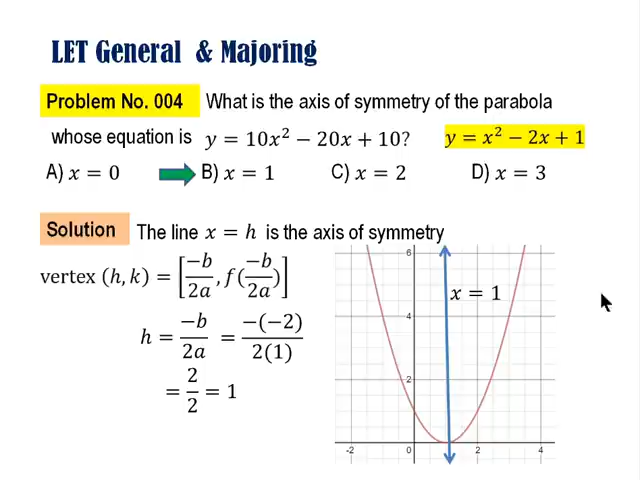 LET General & Majoring
Problem No. 004 What is the axis of symmetry of the parabola
whose equation is y = 10x² − 20x + 10? y = x² − 2x + 1
A) x = 0 B) x = 1 C) x = 2 D) x = 3
Solution The line x = h is the axis of symmetry
vertex (h, k) = [−b/2a , f(−b/2a)]
h = −b/2a = −(−2)/2(1)
= 2/2 = 1
x = 1
6
4
2
-2 0 2 4